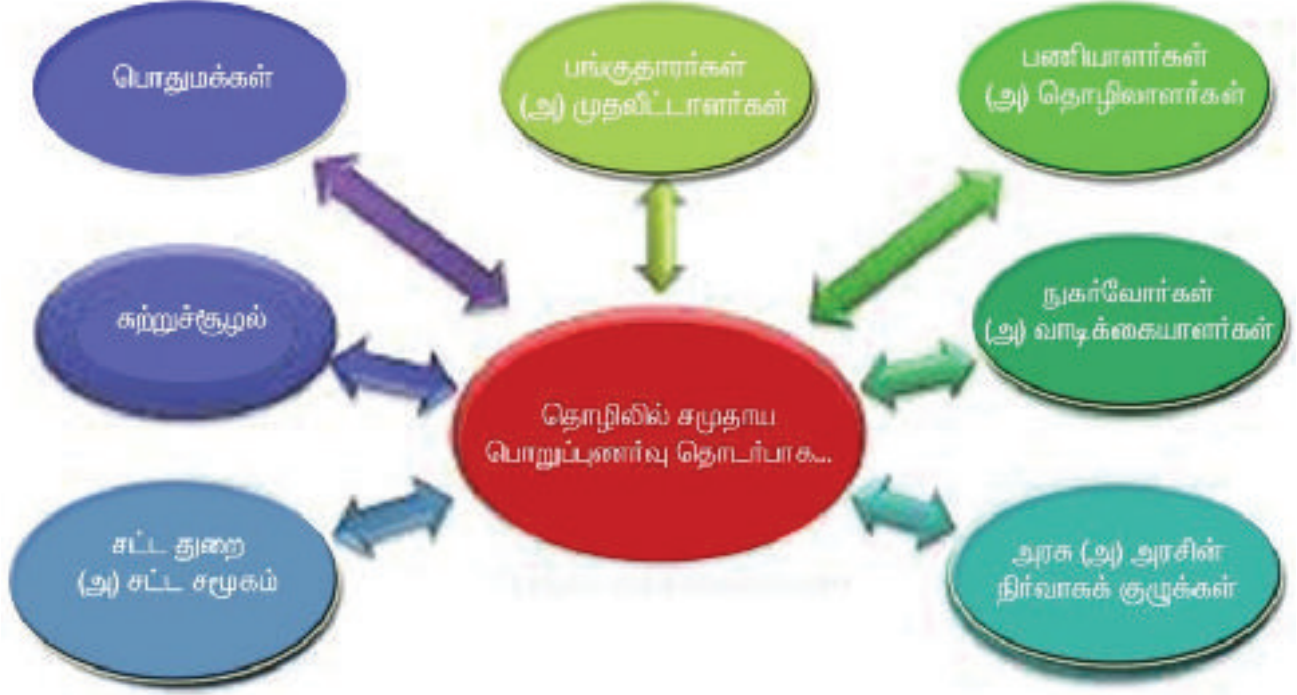 பொதுமக்கள்
பங்குதாரர்கள்
(அ) முதலீட்டாளர்கள்
பணியாளர்கள்
(அ) தொழிலாளர்கள்
சுற்றுச்சூழல்
நுகர்வோர்கள்
(அ) வாடிக்கையாளர்கள்
தொழிலில் சமுதாய
பொறுப்புணர்வு தொடர்பாக...
சட்ட துறை
(அ) சட்ட சமூகம்
அரசு (அ) அரசின்
நிர்வாகக் குழுக்கள்